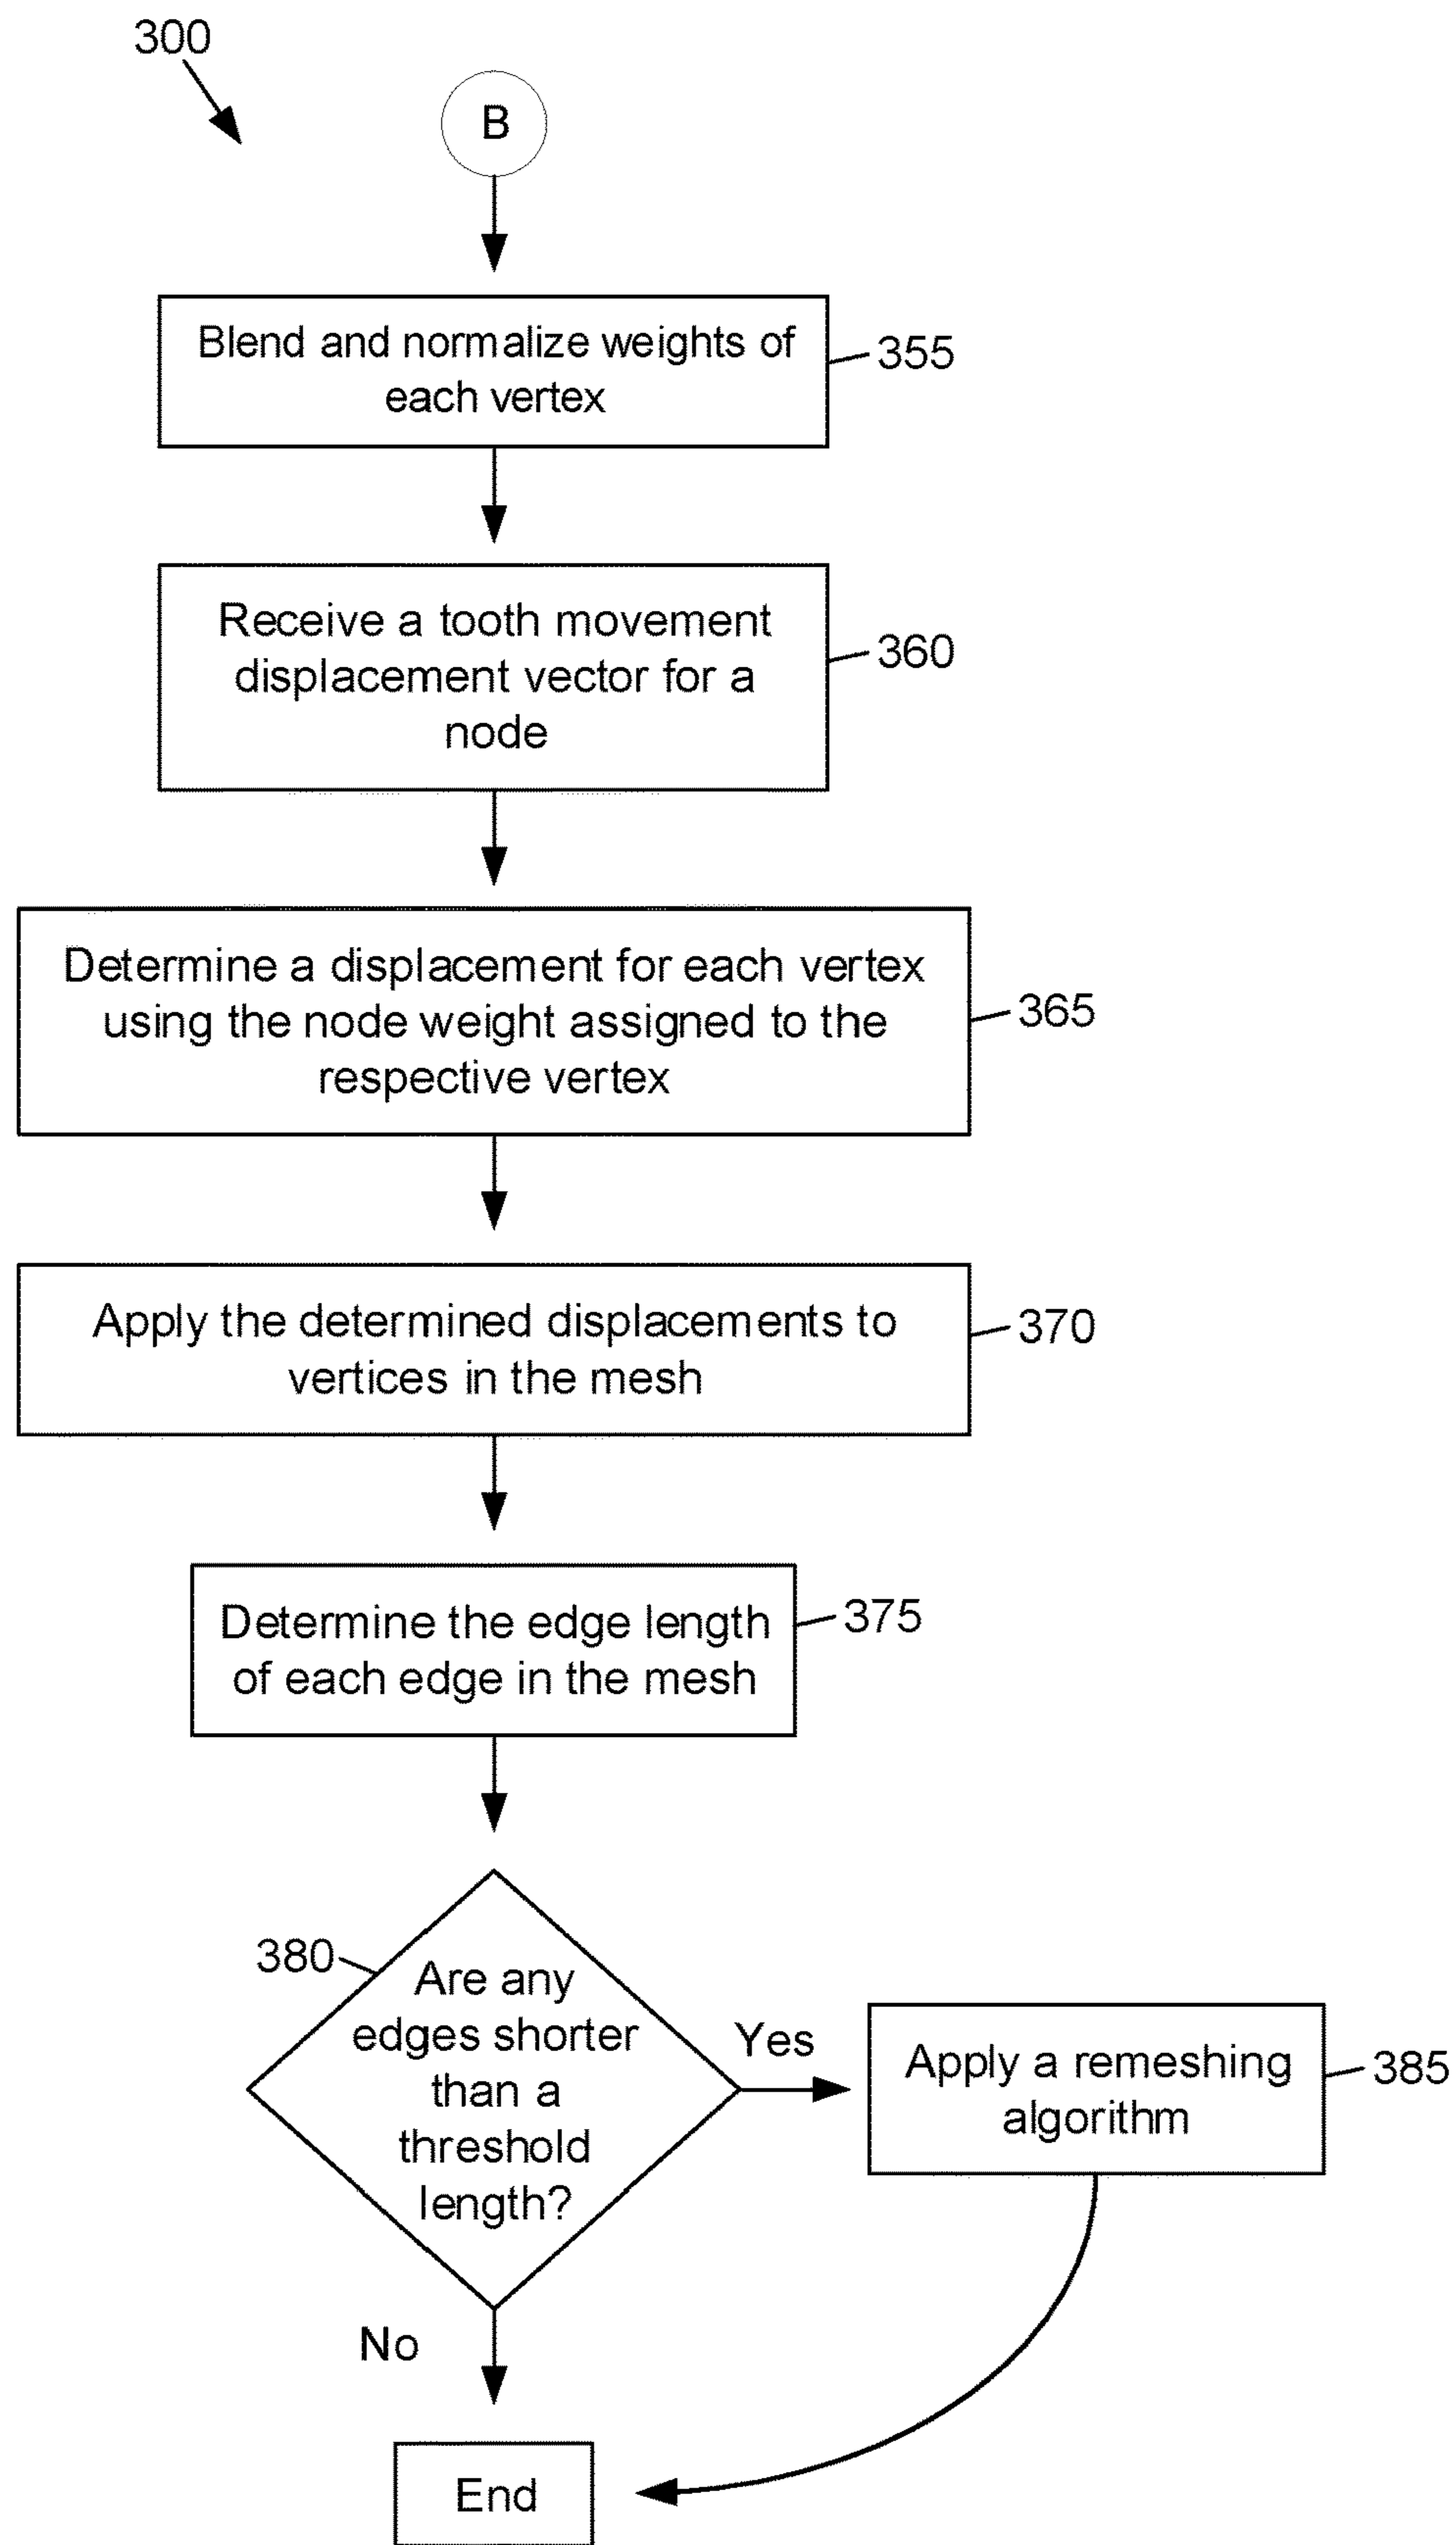 300
B
Blend and normalize weights of
each vertex
355
Receive a tooth movement
displacement vector for a
node
360
Determine a displacement for each vertex
using the node weight assigned to the
respective vertex
365
Apply the determined displacements to
vertices in the mesh
370
Determine the edge length
of each edge in the mesh
375
380
Are any
edges shorter
than a
threshold
length?
Yes
Apply a remeshing
algorithm
385
No
End